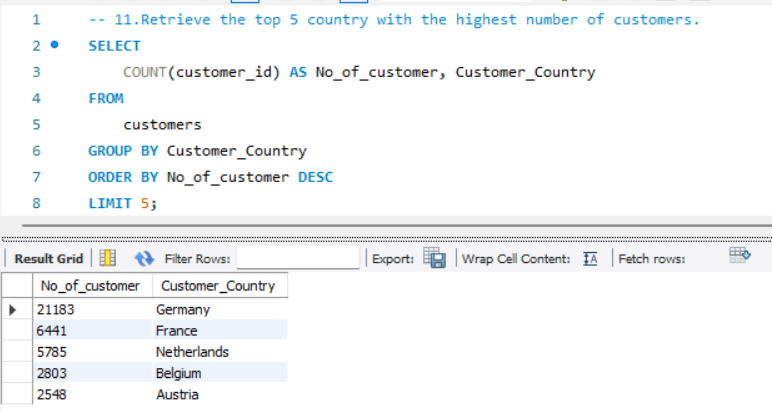 1 -- 11.Retrieve the top 5 country with the highest number of customers.
2 SELECT
3 COUNT(customer_id) AS No_of_customer, Customer_Country
4 FROM
5 customers
6 GROUP BY Customer_Country
7 ORDER BY No_of_customer DESC
8 LIMIT 5;
Result Grid Filter Rows: Export: Wrap Cell Content: IA Fetch rows:
No_of_customer Customer_Country
21183 Germany
6441 France
5785 Netherlands
2803 Belgium
2548 Austria